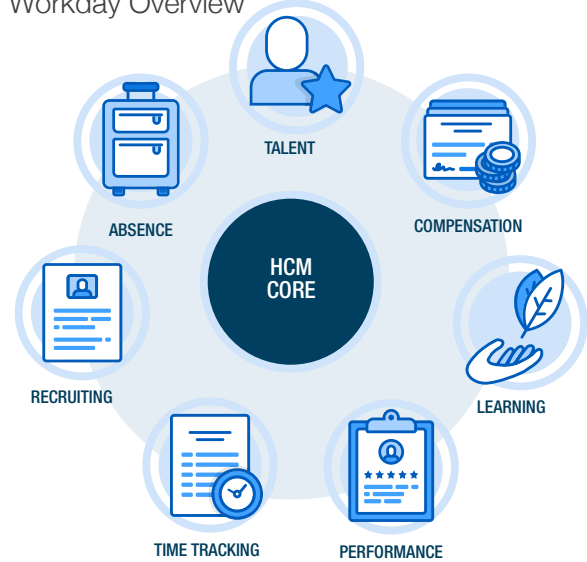 Workday Overview
TALENT
COMPENSATION
ABSENCE
HCM
CORE
RECRUITING
LEARNING
TIME TRACKING
PERFORMANCE